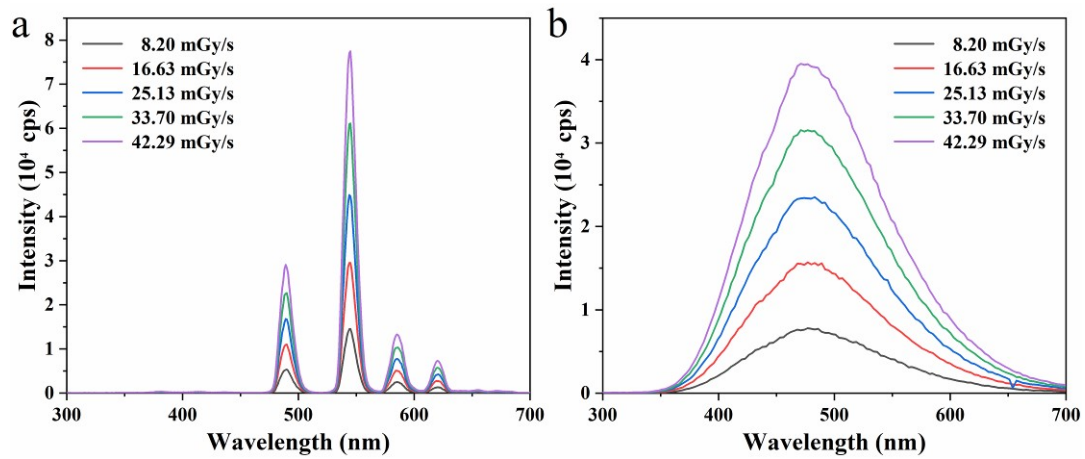 a
Intensity (10⁴ cps)
8
7
6
5
4
3
2
1
0
8.20 mGy/s
16.63 mGy/s
25.13 mGy/s
33.70 mGy/s
42.29 mGy/s
300 400 500 600 700
Wavelength (nm)
b
Intensity (10⁴ cps)
4
3
2
1
0
8.20 mGy/s
16.63 mGy/s
25.13 mGy/s
33.70 mGy/s
42.29 mGy/s
300 400 500 600 700
Wavelength (nm)